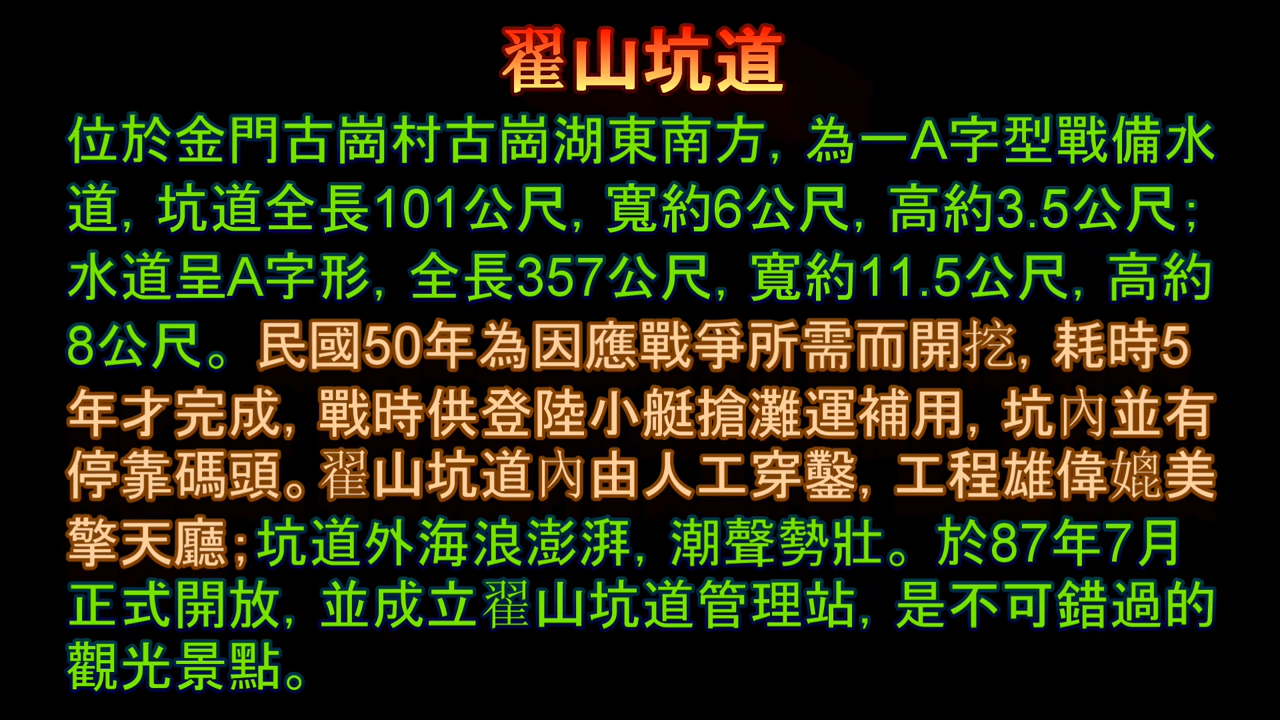 翟山坑道
位於金門古崗村古崗湖東南方，為一A字型戰備水
道，坑道全長101公尺，寬約6公尺，高約3.5公尺；
水道呈A字形，全長357公尺，寬約11.5公尺，高約
8公尺。民國50年為因應戰爭所需而開挖，耗時5
年才完成，戰時供登陸小艇搶灘運補用，坑內並有
停靠碼頭。翟山坑道內由人工穿鑿，工程雄偉媲美
擎天廳；坑道外海浪澎湃，潮聲勢壯。於87年7月
正式開放，並成立翟山坑道管理站，是不可錯過的
觀光景點。